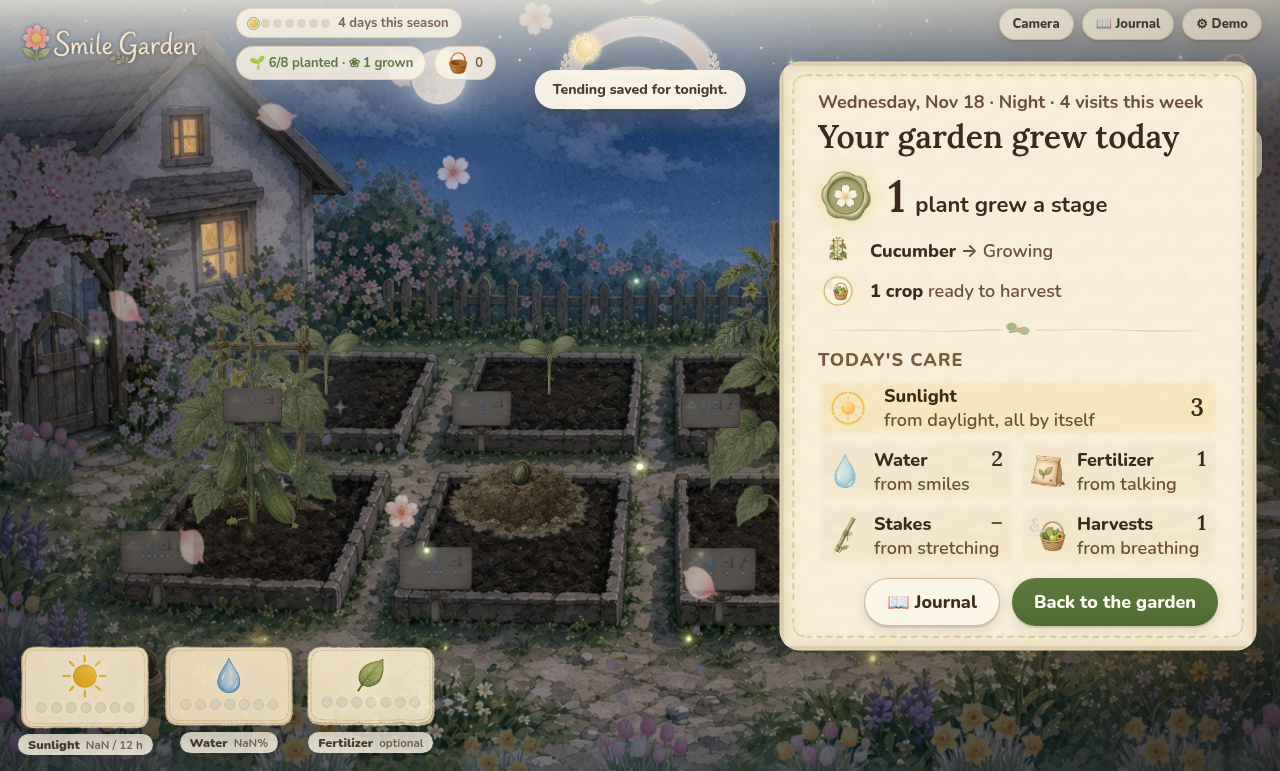 Smile Garden
4 days this season
6/8 planted · 1 grown
0
Tending saved for tonight.
Camera
Journal
Demo
Wednesday, Nov 18 · Night · 4 visits this week
Your garden grew today
1 plant grew a stage
Cucumber → Growing
1 crop ready to harvest
TODAY'S CARE
Sunlight
from daylight, all by itself
3
Water 2
from smiles
Fertilizer 1
from talking
Stakes –
from stretching
Harvests 1
from breathing
Journal
Back to the garden
Sunlight NaN / 12 h
Water NaN%
Fertilizer optional